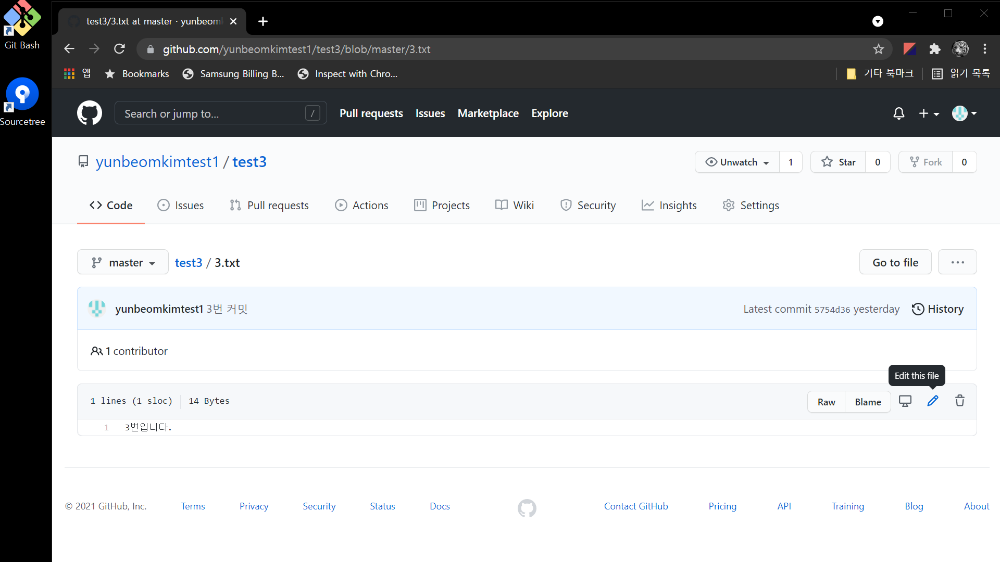 Git Bash
Sourcetree
test3/3.txt at master · yunbeom
github.com/yunbeomkimtest1/test3/blob/master/3.txt
앱 Bookmarks Samsung Billing B... Inspect with Chro... 기타 북마크 읽기 목록
Search or jump to... / Pull requests Issues Marketplace Explore
yunbeomkimtest1 / test3 Unwatch 1 Star 0 Fork 0
Code Issues Pull requests Actions Projects Wiki Security Insights Settings
master test3 / 3.txt Go to file ...
yunbeomkimtest1 3번 커밋 Latest commit 5754d36 yesterday History
1 contributor
Edit this file
1 lines (1 sloc) 14 Bytes Raw Blame
1 3번입니다.
© 2021 GitHub, Inc. Terms Privacy Security Status Docs Contact GitHub Pricing API Training Blog About